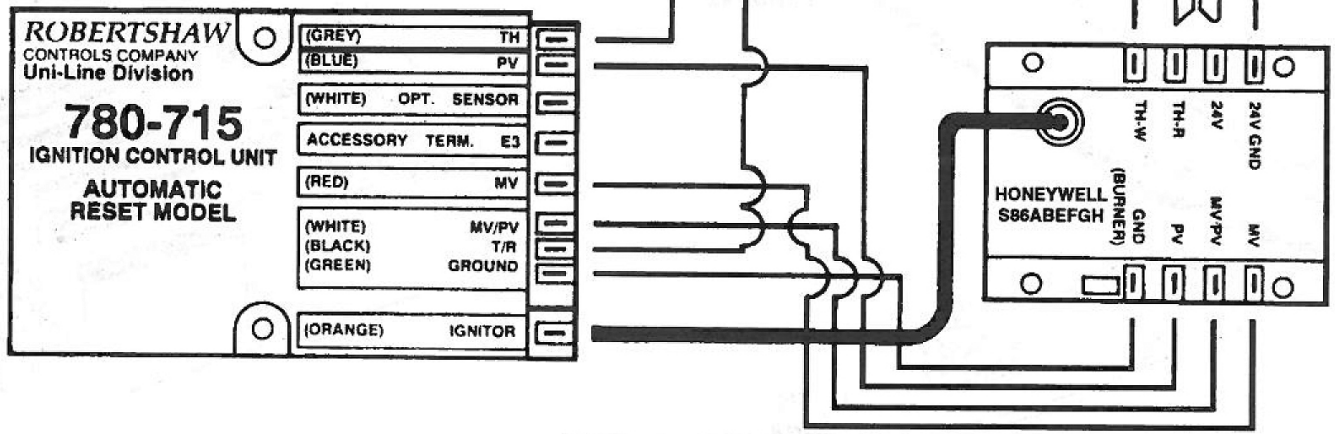 ROBERTSHAW
CONTROLS COMPANY
Uni-Line Division
780-715
IGNITION CONTROL UNIT
AUTOMATIC
RESET MODEL
(GREY) TH
(BLUE) PV
(WHITE) OPT. SENSOR
ACCESSORY TERM. E3
(RED) MV
(WHITE) MV/PV
(BLACK) T/R
(GREEN) GROUND
(ORANGE) IGNITOR
TH-W
TH-R
24V
24V GND
HONEYWELL
S86ABEFGH
(BURNER)
GND
PV
MV/PV
MV